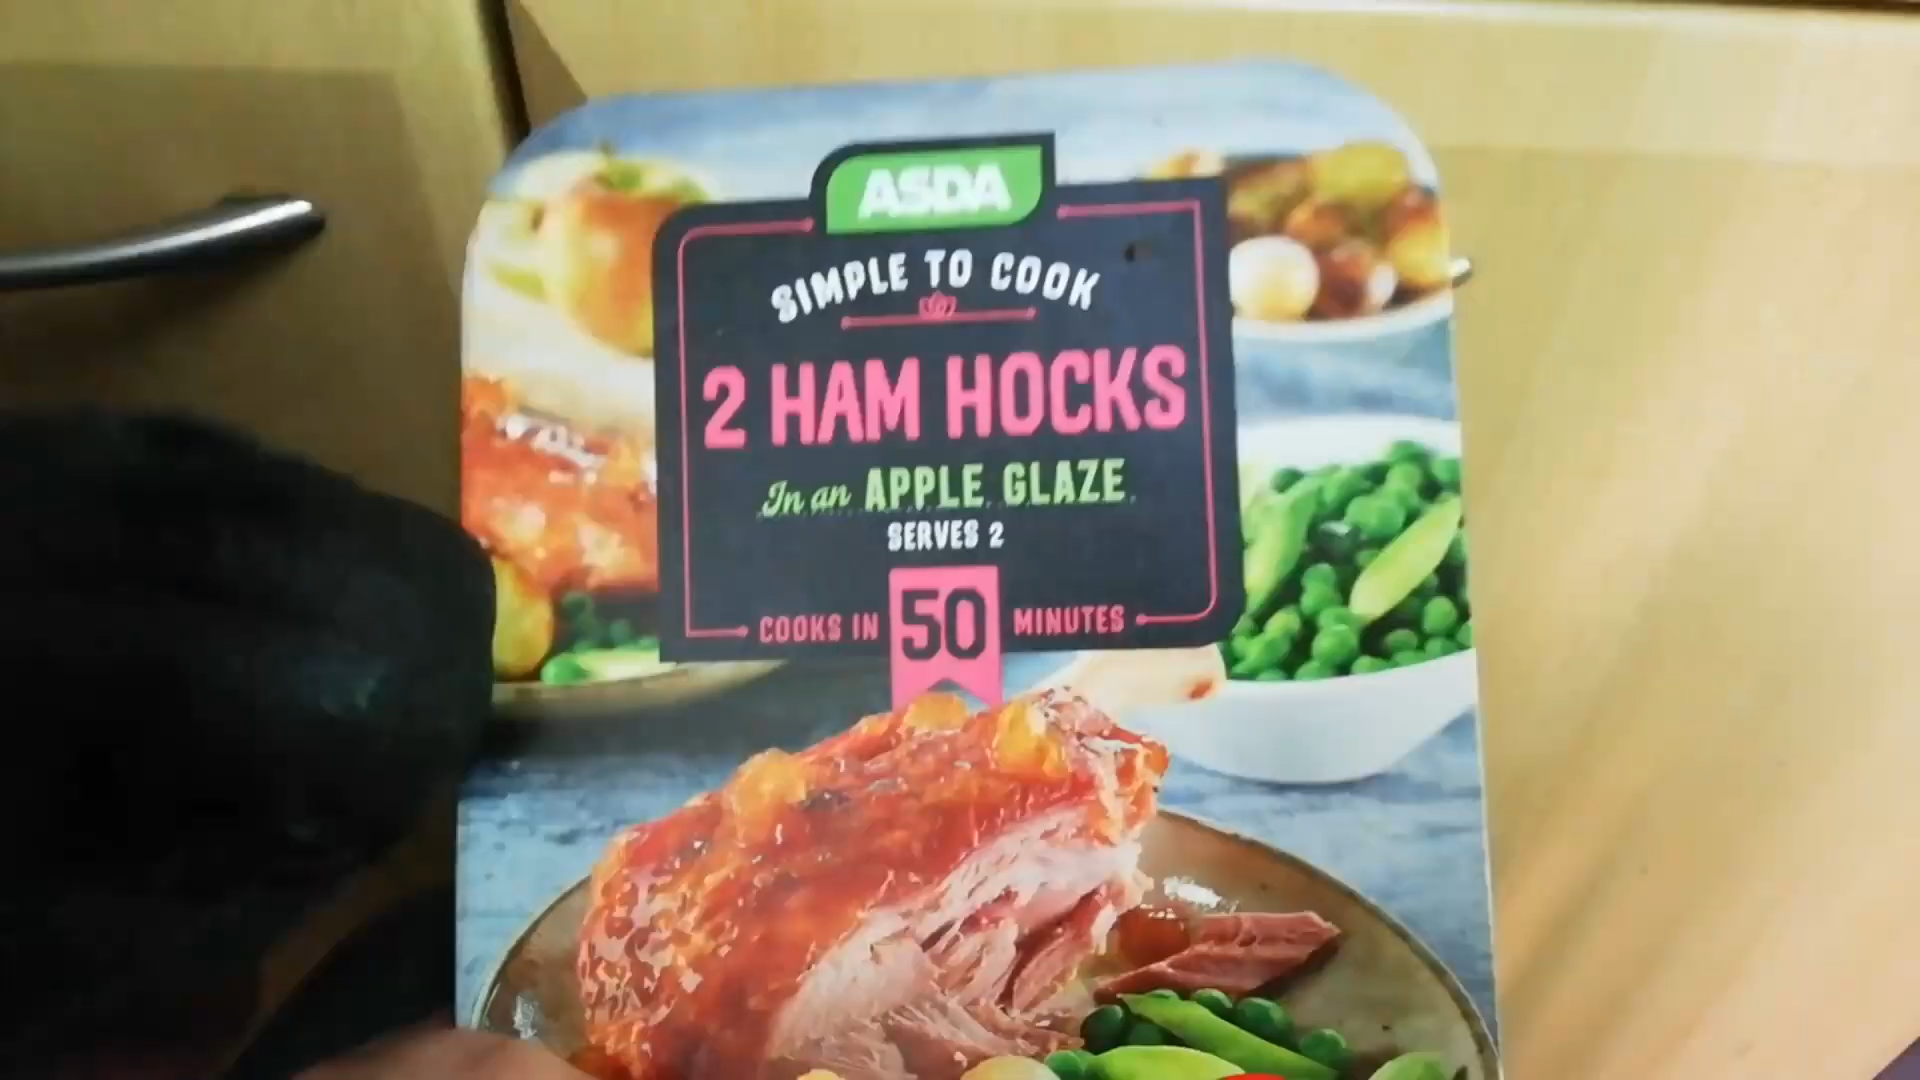 ASDA
SIMPLE TO COOK
2 HAM HOCKS
In an APPLE GLAZE
SERVES 2
COOKS IN 50 MINUTES